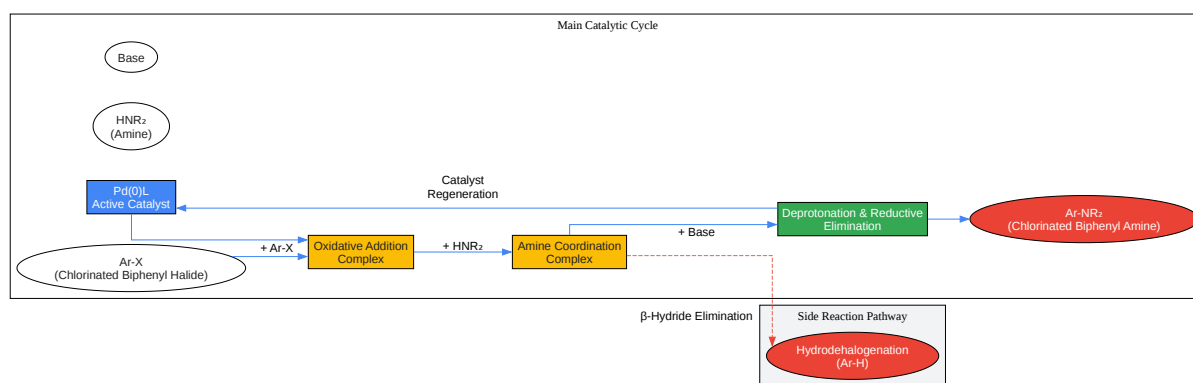 Main Catalytic Cycle
Base
HNR₂
(Amine)
Pd(0)L
Active Catalyst
Catalyst
Regeneration
Deprotonation & Reductive
Elimination
Ar-NR₂
(Chlorinated Biphenyl Amine)
+ Base
+ Ar-X
Oxidative Addition
Complex
+ HNR₂
Amine Coordination
Complex
Ar-X
(Chlorinated Biphenyl Halide)
β-Hydride Elimination
Side Reaction Pathway
Hydrodehalogenation
(Ar-H)